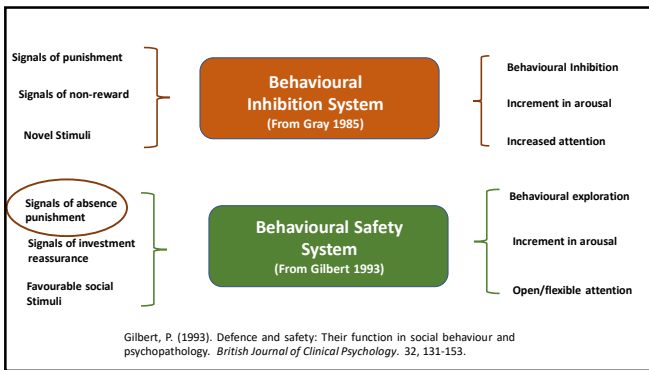 Signals of punishment
Signals of non-reward
Novel Stimuli
Behavioural
Inhibition System
(From Gray 1985)
Behavioural Inhibition
Increment in arousal
Increased attention
Signals of absence
punishment
Signals of investment
reassurance
Favourable social
Stimuli
Behavioural Safety
System
(From Gilbert 1993)
Behavioural exploration
Increment in arousal
Open/flexible attention
Gilbert, P. (1993). Defence and safety: Their function in social behaviour and
psychopathology. British Journal of Clinical Psychology. 32, 131-153.